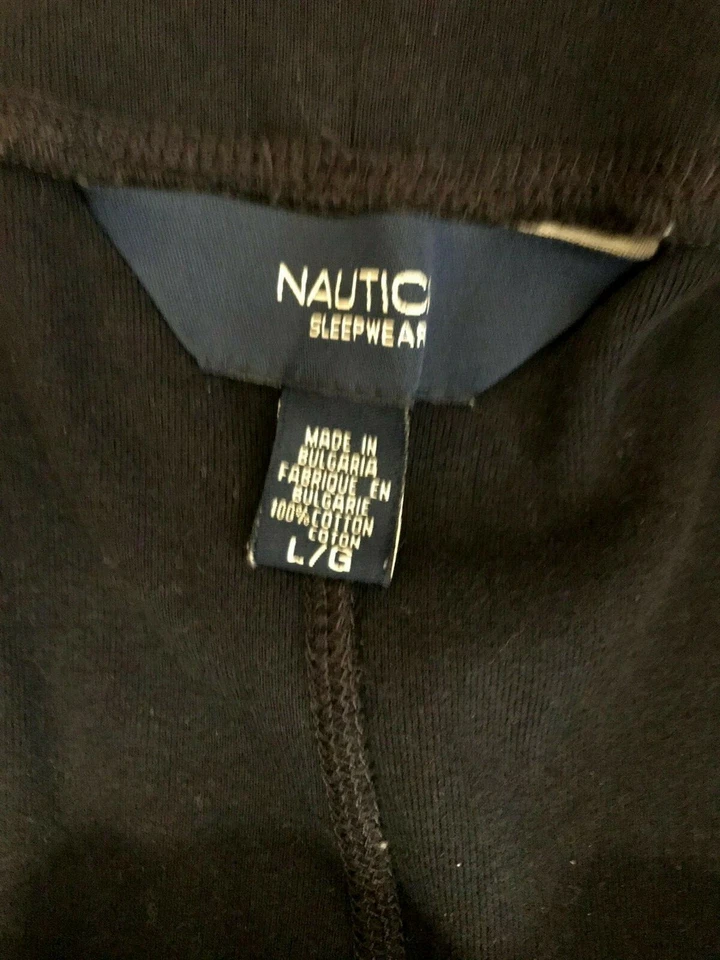 NAUTIC
SLEEPWEAR
MADE IN
BULGARIA
FABRIQUE EN
BULGARIE
100% COTTON
COTON
L/G